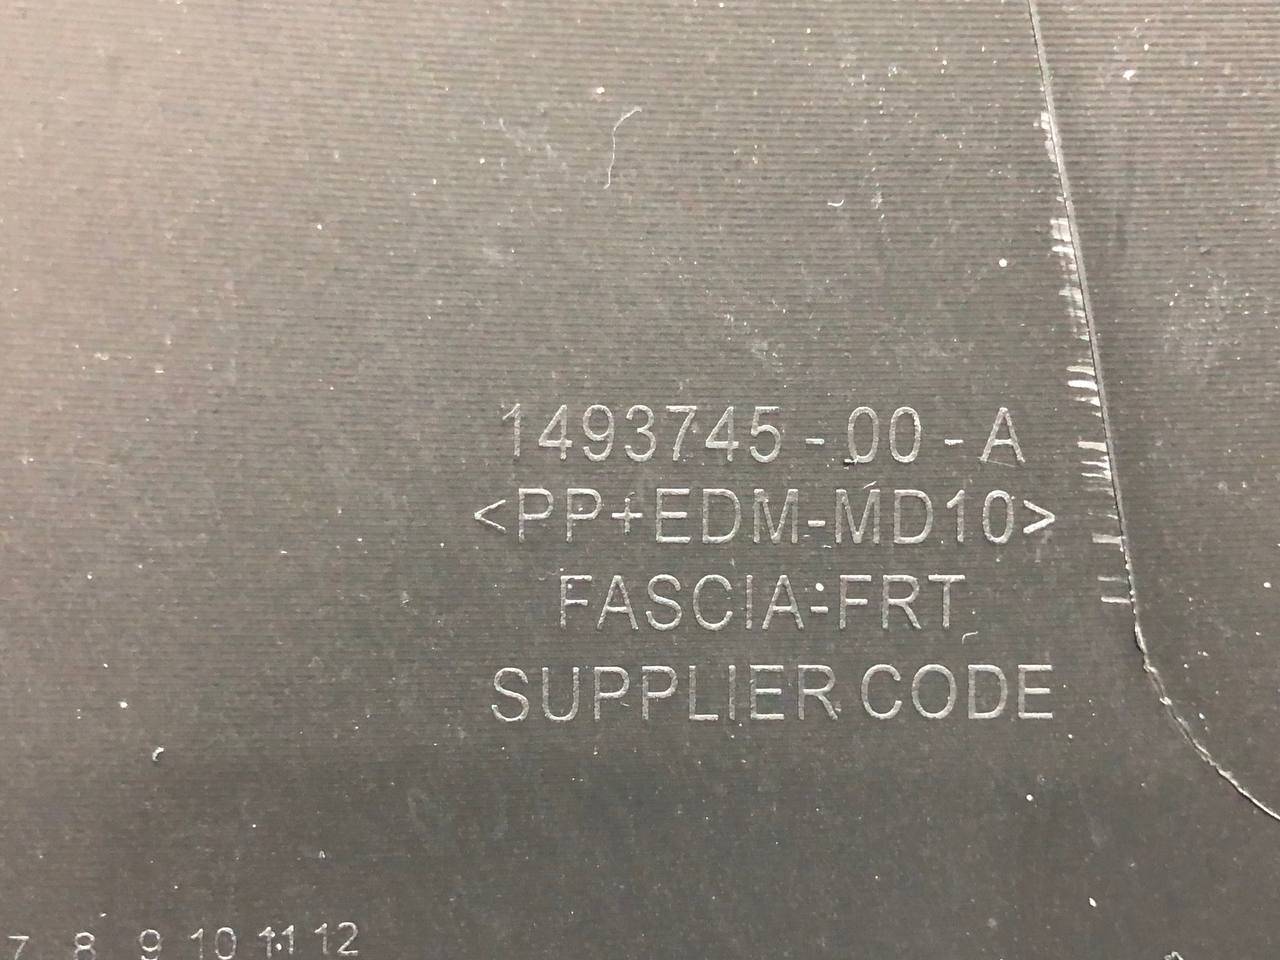 1493745-00-A
<PP+EDM-MD10>
FASCIA-FRT
SUPPLIER CODE
7 8 9 10 11 12